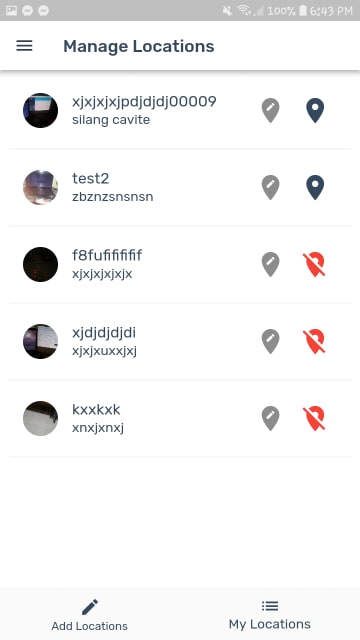 100% 6:43 PM
Manage Locations
xjxjxjxjpdjdjdj00009
silang cavite
test2
zbznzsnsnsn
f8fufifififif
xjxjxjxjxjx
xjdjdjdjdi
xjxjxuxxjxj
kxxkxk
xnxjxnxj
Add Locations
My Locations